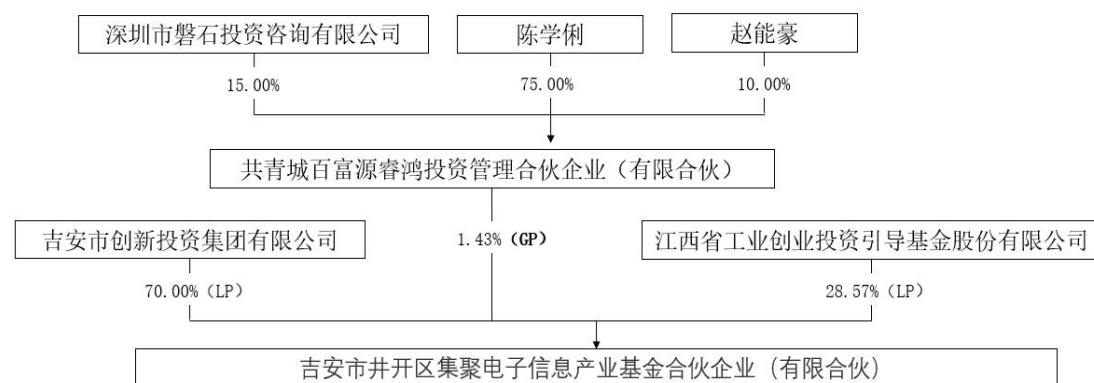 深圳市磐石投资咨询有限公司 陈学俐 赵能豪
15.00% 75.00% 10.00%
共青城百富源睿鸿投资管理合伙企业（有限合伙）
吉安市创新投资集团有限公司 1.43%（GP） 江西省工业创业投资引导基金股份有限公司
70.00%（LP） 28.57%（LP）
吉安市井开区集聚电子信息产业基金合伙企业（有限合伙）